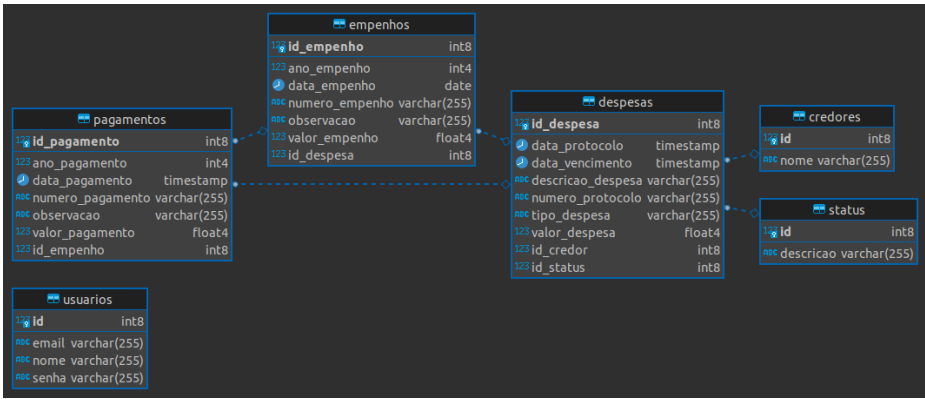 empenhos
id_empenho int8
ano_empenho int4
data_empenho date
numero_empenho varchar(255)
observacao varchar(255)
valor_empenho float4
id_despesa int8
pagamentos
id_pagamento int8
ano_pagamento int4
data_pagamento timestamp
numero_pagamento varchar(255)
observacao varchar(255)
valor_pagamento float4
id_empenho int8
despesas
id_despesa int8
data_protocolo timestamp
data_vencimento timestamp
descricao_despesa varchar(255)
numero_protocolo varchar(255)
tipo_despesa varchar(255)
valor_despesa float4
id_credor int8
id_status int8
credores
id int8
nome varchar(255)
status
id int8
descricao varchar(255)
usuarios
id int8
email varchar(255)
nome varchar(255)
senha varchar(255)